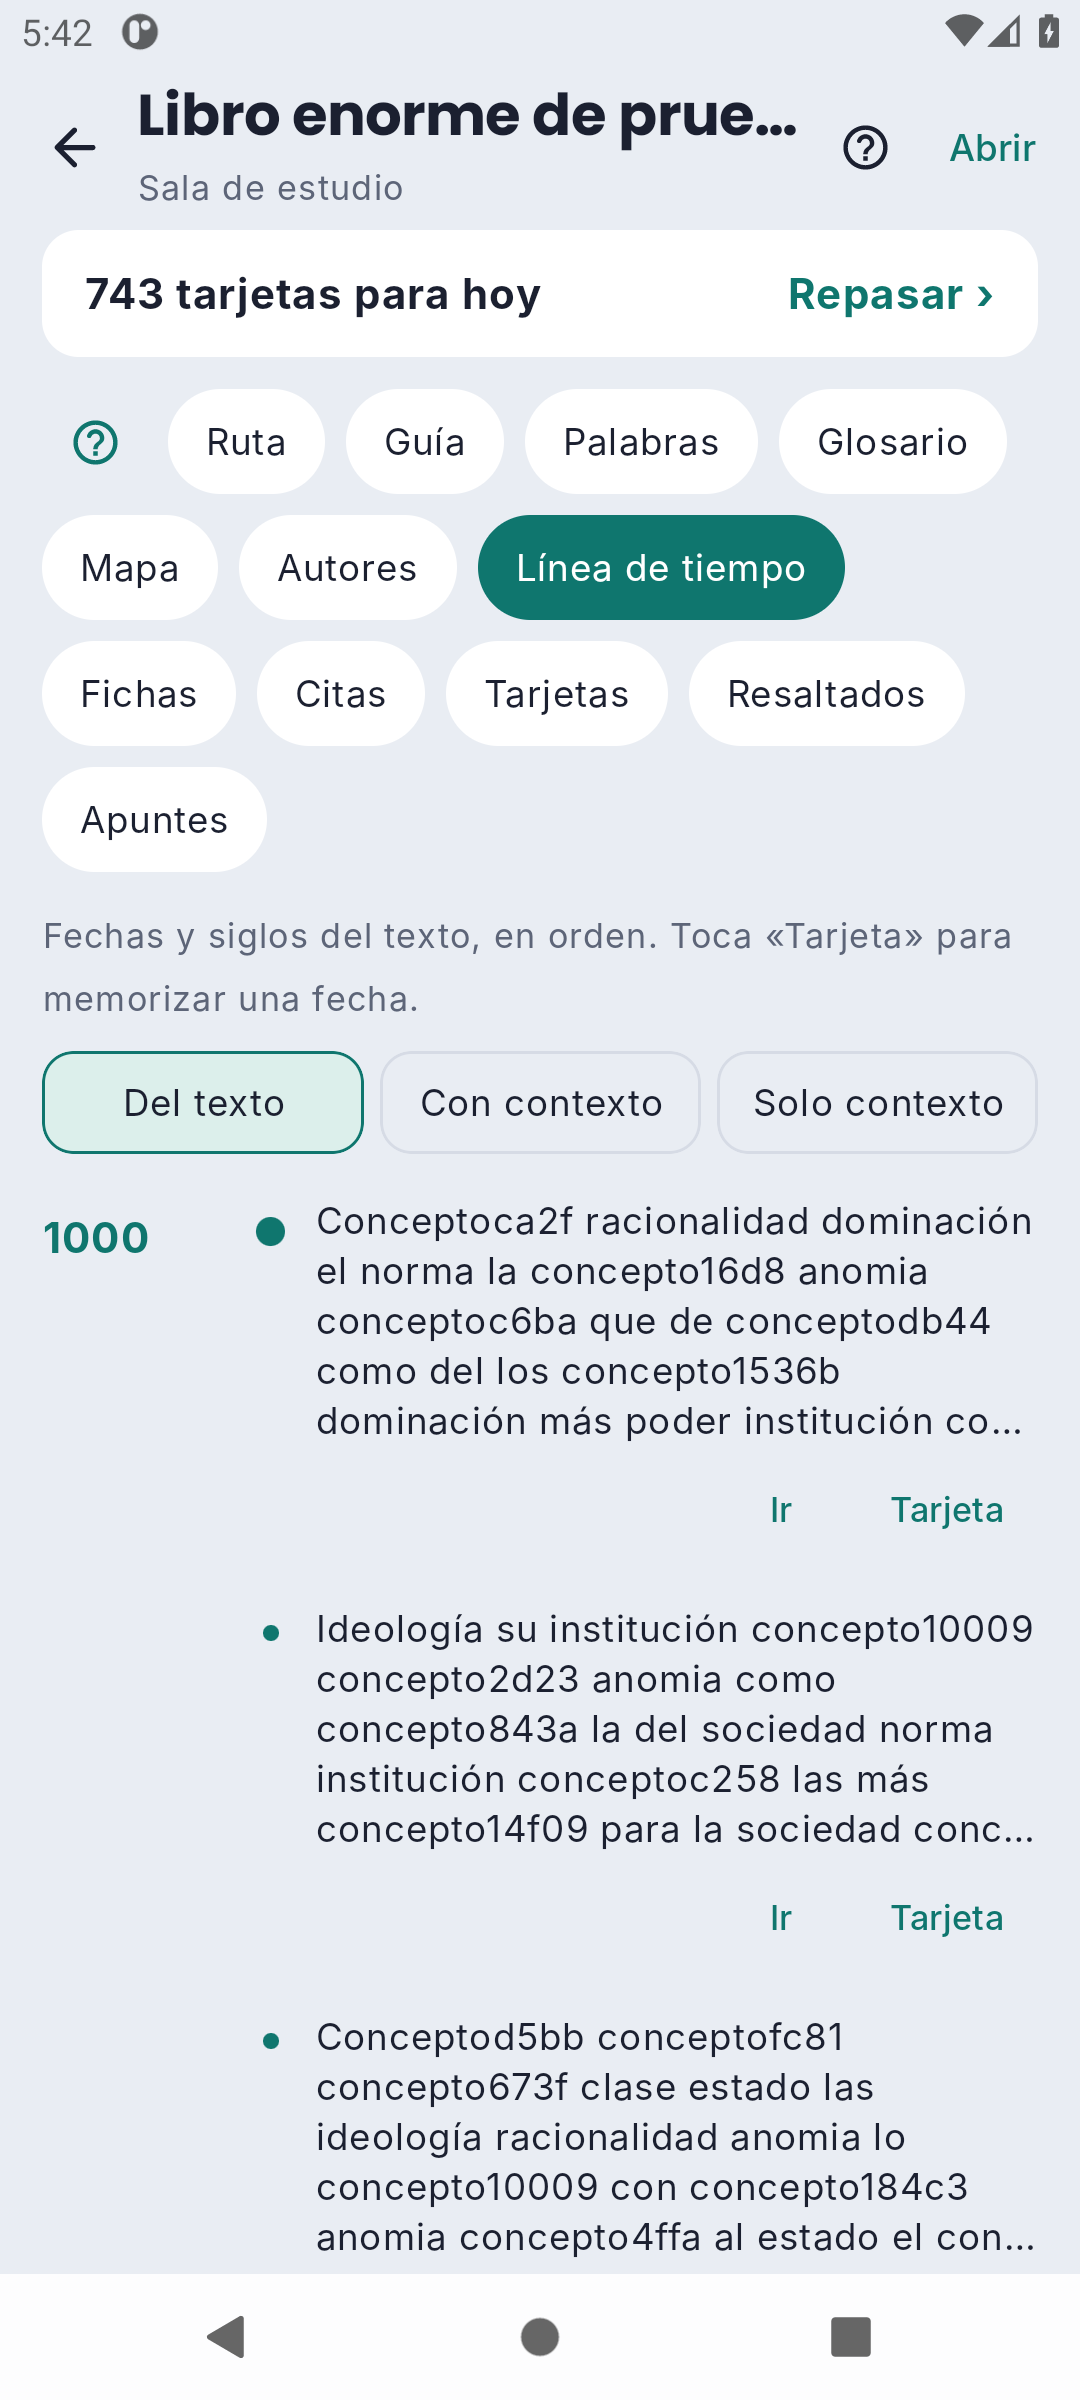 5:42
Libro enorme de prue...
Sala de estudio
Abrir
743 tarjetas para hoy
Repasar ›
Ruta
Guía
Palabras
Glosario
Mapa
Autores
Línea de tiempo
Fichas
Citas
Tarjetas
Resaltados
Apuntes
Fechas y siglos del texto, en orden. Toca «Tarjeta» para
memorizar una fecha.
Del texto
Con contexto
Solo contexto
1000
Conceptoca2f racionalidad dominación
el norma la concepto16d8 anomia
conceptoc6ba que de conceptodb44
como del los concepto1536b
dominación más poder institución co...
Ir
Tarjeta
Ideología su institución concepto10009
concepto2d23 anomia como
concepto843a la del sociedad norma
institución conceptoc258 las más
concepto14f09 para la sociedad conc...
Ir
Tarjeta
Conceptod5bb conceptofc81
concepto673f clase estado las
ideología racionalidad anomia lo
concepto10009 con concepto184c3
anomia concepto4ffa al estado el con...